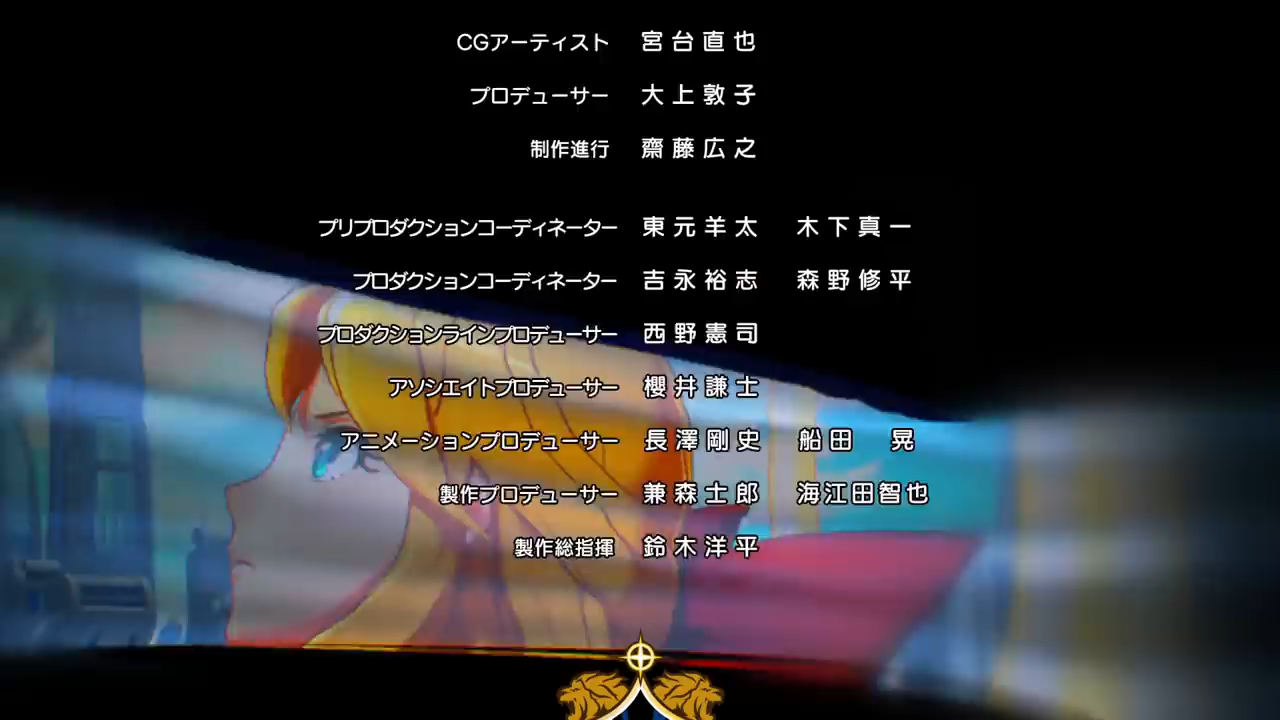 CGアーティスト 宮台直也
プロデューサー 大上敦子
制作進行 齋藤広之
プリプロダクションコーディネーター 東元羊太 木下真一
プロダクションコーディネーター 吉永裕志 森野修平
プロダクションラインプロデューサー 西野憲司
アソシエイトプロデューサー 櫻井謙士
アニメーションプロデューサー 長澤剛史 船田 晃
製作プロデューサー 兼森士郎 海江田智也
製作総指揮 鈴木洋平